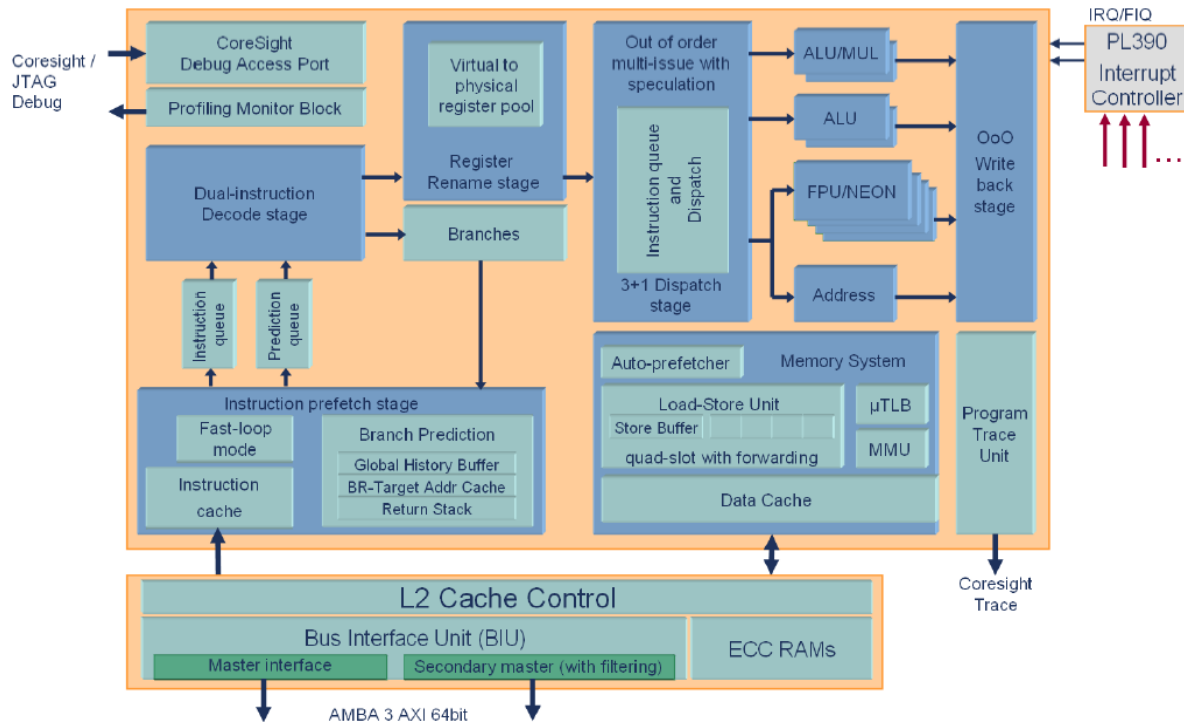 IRQ/FIQ
PL390
Interrupt
Controller
...
Coresight /
JTAG
Debug
CoreSight
Debug Access Port
Profiling Monitor Block
Virtual to
physical
register pool
Register
Rename stage
Dual-instruction
Decode stage
Branches
Instruction
queue
Prediction
queue
Out of order
multi-issue with
speculation
Instruction queue
and
Dispatch
3+1 Dispatch
stage
ALU/MUL
ALU
FPU/NEON
Address
OoO
Write
back
stage
Instruction prefetch stage
Fast-loop
mode
Instruction
cache
Branch Prediction
Global History Buffer
BR-Target Addr Cache
Return Stack
Auto-prefetcher
Memory System
Load-Store Unit
Store Buffer
quad-slot with forwarding
µTLB
MMU
Data Cache
Program
Trace
Unit
Coresight
Trace
L2 Cache Control
Bus Interface Unit (BIU)
Master interface
Secondary master (with filtering)
ECC RAMs
AMBA 3 AXI 64bit